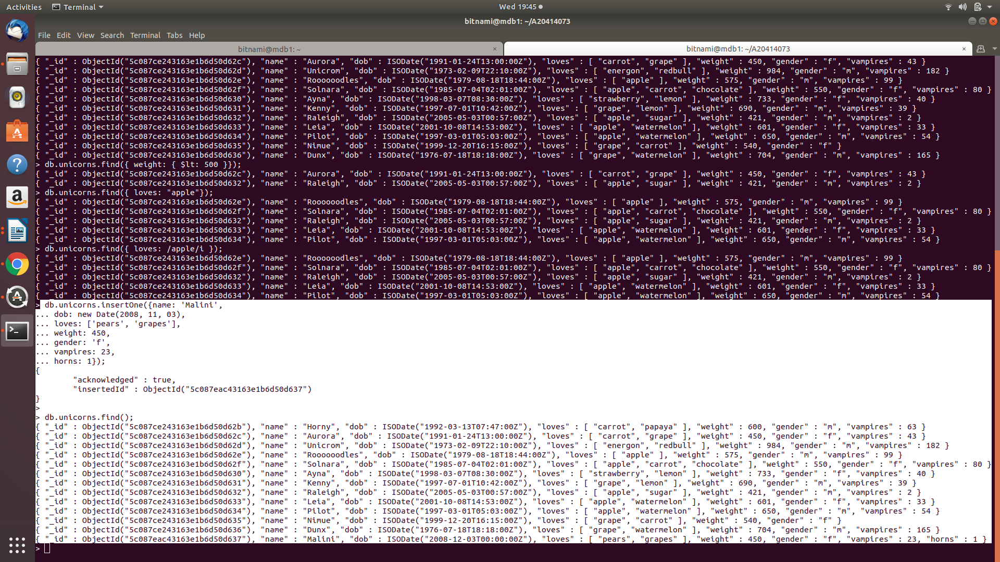 Activities
Terminal
Wed 19:45
bitnami@mdb1: ~/A20414073
File Edit View Search Terminal Tabs Help
bitnami@mdb1: ~
bitnami@mdb1: ~/A20414073
{ "_id" : ObjectId("5c087ce243163e1b6d50d62c"), "name" : "Aurora", "dob" : ISODate("1991-01-24T13:00:00Z"), "loves" : [ "carrot", "grape" ], "weight" : 450, "gender" : "f", "vampires" : 43 }
{ "_id" : ObjectId("5c087ce243163e1b6d50d62d"), "name" : "Unicrom", "dob" : ISODate("1973-02-09T22:10:00Z"), "loves" : [ "energon", "redbull" ], "weight" : 984, "gender" : "m", "vampires" : 182 }
{ "_id" : ObjectId("5c087ce243163e1b6d50d62e"), "name" : "Roooooodles", "dob" : ISODate("1979-08-18T18:44:00Z"), "loves" : [ "apple" ], "weight" : 575, "gender" : "m", "vampires" : 99 }
{ "_id" : ObjectId("5c087ce243163e1b6d50d62f"), "name" : "Solnara", "dob" : ISODate("1985-07-04T02:01:00Z"), "loves" : [ "apple", "carrot", "chocolate" ], "weight" : 550, "gender" : "f", "vampires" : 80 }
{ "_id" : ObjectId("5c087ce243163e1b6d50d630"), "name" : "Ayna", "dob" : ISODate("1998-03-07T08:30:00Z"), "loves" : [ "strawberry", "lemon" ], "weight" : 733, "gender" : "f", "vampires" : 40 }
{ "_id" : ObjectId("5c087ce243163e1b6d50d631"), "name" : "Kenny", "dob" : ISODate("1997-07-01T10:42:00Z"), "loves" : [ "grape", "lemon" ], "weight" : 690, "gender" : "m", "vampires" : 39 }
{ "_id" : ObjectId("5c087ce243163e1b6d50d632"), "name" : "Raleigh", "dob" : ISODate("2005-05-03T00:57:00Z"), "loves" : [ "apple", "sugar" ], "weight" : 421, "gender" : "m", "vampires" : 2 }
{ "_id" : ObjectId("5c087ce243163e1b6d50d633"), "name" : "Leia", "dob" : ISODate("2001-10-08T14:53:00Z"), "loves" : [ "apple", "watermelon" ], "weight" : 601, "gender" : "f", "vampires" : 33 }
{ "_id" : ObjectId("5c087ce243163e1b6d50d634"), "name" : "Pilot", "dob" : ISODate("1997-03-01T05:03:00Z"), "loves" : [ "apple", "watermelon" ], "weight" : 650, "gender" : "m", "vampires" : 54 }
{ "_id" : ObjectId("5c087ce243163e1b6d50d635"), "name" : "Nimue", "dob" : ISODate("1999-12-20T16:15:00Z"), "loves" : [ "grape", "carrot" ], "weight" : 540, "gender" : "f" }
{ "_id" : ObjectId("5c087ce243163e1b6d50d636"), "name" : "Dunx", "dob" : ISODate("1976-07-18T18:18:00Z"), "loves" : [ "grape", "watermelon" ], "weight" : 704, "gender" : "m", "vampires" : 165 }
> db.unicorns.find({ weight: { $lt: 500 }});
{ "_id" : ObjectId("5c087ce243163e1b6d50d62c"), "name" : "Aurora", "dob" : ISODate("1991-01-24T13:00:00Z"), "loves" : [ "carrot", "grape" ], "weight" : 450, "gender" : "f", "vampires" : 43 }
{ "_id" : ObjectId("5c087ce243163e1b6d50d632"), "name" : "Raleigh", "dob" : ISODate("2005-05-03T00:57:00Z"), "loves" : [ "apple", "sugar" ], "weight" : 421, "gender" : "m", "vampires" : 2 }
> db.unicorns.find({ loves: "apple"});
{ "_id" : ObjectId("5c087ce243163e1b6d50d62e"), "name" : "Roooooodles", "dob" : ISODate("1979-08-18T18:44:00Z"), "loves" : [ "apple" ], "weight" : 575, "gender" : "m", "vampires" : 99 }
{ "_id" : ObjectId("5c087ce243163e1b6d50d62f"), "name" : "Solnara", "dob" : ISODate("1985-07-04T02:01:00Z"), "loves" : [ "apple", "carrot", "chocolate" ], "weight" : 550, "gender" : "f", "vampires" : 80 }
{ "_id" : ObjectId("5c087ce243163e1b6d50d632"), "name" : "Raleigh", "dob" : ISODate("2005-05-03T00:57:00Z"), "loves" : [ "apple", "sugar" ], "weight" : 421, "gender" : "m", "vampires" : 2 }
{ "_id" : ObjectId("5c087ce243163e1b6d50d633"), "name" : "Leia", "dob" : ISODate("2001-10-08T14:53:00Z"), "loves" : [ "apple", "watermelon" ], "weight" : 601, "gender" : "f", "vampires" : 33 }
{ "_id" : ObjectId("5c087ce243163e1b6d50d634"), "name" : "Pilot", "dob" : ISODate("1997-03-01T05:03:00Z"), "loves" : [ "apple", "watermelon" ], "weight" : 650, "gender" : "m", "vampires" : 54 }
> db.unicorns.find({ loves: /apple/i });
{ "_id" : ObjectId("5c087ce243163e1b6d50d62e"), "name" : "Roooooodles", "dob" : ISODate("1979-08-18T18:44:00Z"), "loves" : [ "apple" ], "weight" : 575, "gender" : "m", "vampires" : 99 }
{ "_id" : ObjectId("5c087ce243163e1b6d50d62f"), "name" : "Solnara", "dob" : ISODate("1985-07-04T02:01:00Z"), "loves" : [ "apple", "carrot", "chocolate" ], "weight" : 550, "gender" : "f", "vampires" : 80 }
{ "_id" : ObjectId("5c087ce243163e1b6d50d632"), "name" : "Raleigh", "dob" : ISODate("2005-05-03T00:57:00Z"), "loves" : [ "apple", "sugar" ], "weight" : 421, "gender" : "m", "vampires" : 2 }
{ "_id" : ObjectId("5c087ce243163e1b6d50d633"), "name" : "Leia", "dob" : ISODate("2001-10-08T14:53:00Z"), "loves" : [ "apple", "watermelon" ], "weight" : 601, "gender" : "f", "vampires" : 33 }
{ "_id" : ObjectId("5c087ce243163e1b6d50d634"), "name" : "Pilot", "dob" : ISODate("1997-03-01T05:03:00Z"), "loves" : [ "apple", "watermelon" ], "weight" : 650, "gender" : "m", "vampires" : 54 }
> db.unicorns.insertOne({name: 'Malini',
... dob: new Date(2008, 11, 03),
... loves: ['pears', 'grapes'],
... weight: 450,
... gender: 'f',
... vampires: 23,
... horns: 1});
{
"acknowledged" : true,
"insertedId" : ObjectId("5c087eac43163e1b6d50d637")
}
>
> db.unicorns.find();
{ "_id" : ObjectId("5c087ce243163e1b6d50d62b"), "name" : "Horny", "dob" : ISODate("1992-03-13T07:47:00Z"), "loves" : [ "carrot", "papaya" ], "weight" : 600, "gender" : "m", "vampires" : 63 }
{ "_id" : ObjectId("5c087ce243163e1b6d50d62c"), "name" : "Aurora", "dob" : ISODate("1991-01-24T13:00:00Z"), "loves" : [ "carrot", "grape" ], "weight" : 450, "gender" : "f", "vampires" : 43 }
{ "_id" : ObjectId("5c087ce243163e1b6d50d62d"), "name" : "Unicrom", "dob" : ISODate("1973-02-09T22:10:00Z"), "loves" : [ "energon", "redbull" ], "weight" : 984, "gender" : "m", "vampires" : 182 }
{ "_id" : ObjectId("5c087ce243163e1b6d50d62e"), "name" : "Roooooodles", "dob" : ISODate("1979-08-18T18:44:00Z"), "loves" : [ "apple" ], "weight" : 575, "gender" : "m", "vampires" : 99 }
{ "_id" : ObjectId("5c087ce243163e1b6d50d62f"), "name" : "Solnara", "dob" : ISODate("1985-07-04T02:01:00Z"), "loves" : [ "apple", "carrot", "chocolate" ], "weight" : 550, "gender" : "f", "vampires" : 80 }
{ "_id" : ObjectId("5c087ce243163e1b6d50d630"), "name" : "Ayna", "dob" : ISODate("1998-03-07T08:30:00Z"), "loves" : [ "strawberry", "lemon" ], "weight" : 733, "gender" : "f", "vampires" : 40 }
{ "_id" : ObjectId("5c087ce243163e1b6d50d631"), "name" : "Kenny", "dob" : ISODate("1997-07-01T10:42:00Z"), "loves" : [ "grape", "lemon" ], "weight" : 690, "gender" : "m", "vampires" : 39 }
{ "_id" : ObjectId("5c087ce243163e1b6d50d632"), "name" : "Raleigh", "dob" : ISODate("2005-05-03T00:57:00Z"), "loves" : [ "apple", "sugar" ], "weight" : 421, "gender" : "m", "vampires" : 2 }
{ "_id" : ObjectId("5c087ce243163e1b6d50d633"), "name" : "Leia", "dob" : ISODate("2001-10-08T14:53:00Z"), "loves" : [ "apple", "watermelon" ], "weight" : 601, "gender" : "f", "vampires" : 33 }
{ "_id" : ObjectId("5c087ce243163e1b6d50d634"), "name" : "Pilot", "dob" : ISODate("1997-03-01T05:03:00Z"), "loves" : [ "apple", "watermelon" ], "weight" : 650, "gender" : "m", "vampires" : 54 }
{ "_id" : ObjectId("5c087ce243163e1b6d50d635"), "name" : "Nimue", "dob" : ISODate("1999-12-20T16:15:00Z"), "loves" : [ "grape", "carrot" ], "weight" : 540, "gender" : "f" }
{ "_id" : ObjectId("5c087ce243163e1b6d50d636"), "name" : "Dunx", "dob" : ISODate("1976-07-18T18:18:00Z"), "loves" : [ "grape", "watermelon" ], "weight" : 704, "gender" : "m", "vampires" : 165 }
{ "_id" : ObjectId("5c087eac43163e1b6d50d637"), "name" : "Malini", "dob" : ISODate("2008-12-03T00:00:00Z"), "loves" : [ "pears", "grapes" ], "weight" : 450, "gender" : "f", "vampires" : 23, "horns" : 1 }
>